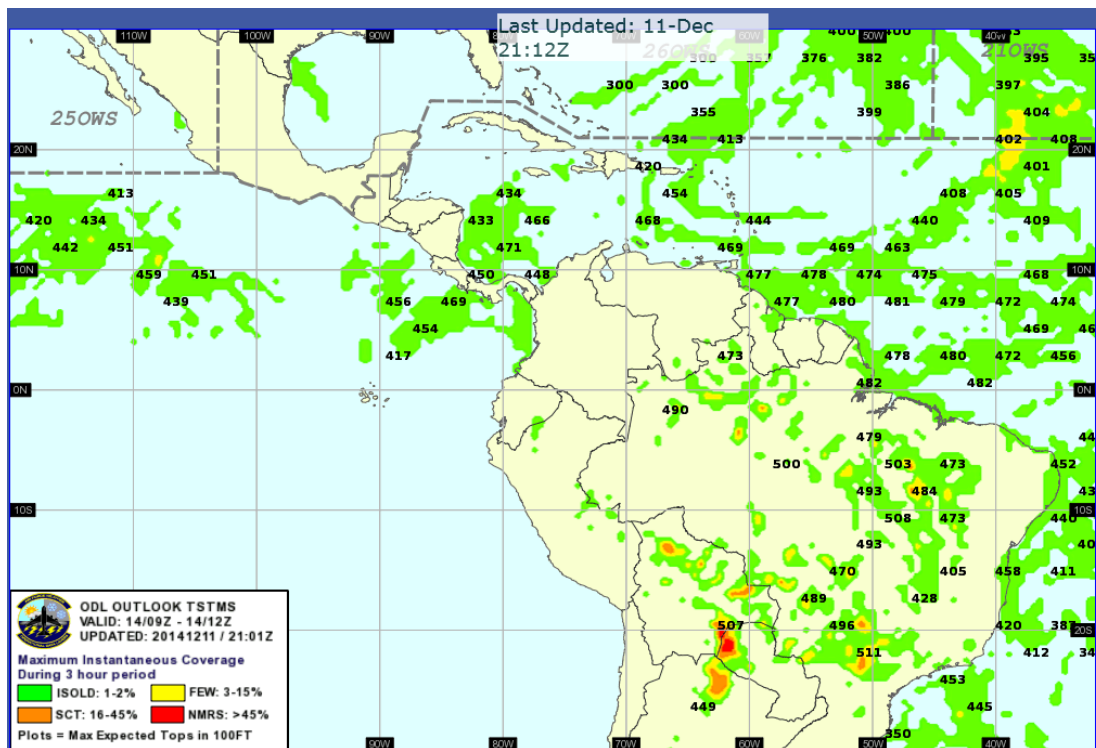 Last Updated: 11-Dec
21:12Z
110W 100W 90W 70W 60W 50W
25OWS 26OWS 21OWS
400 400
300 376 382 395
300 300 386 397
355 399 404
434 413 402 408
20N 20N
420 401
413 434 454 408 405
420 434 433 466 468 444 440 409
442 451 471 469 469 463
10N 10N
459 451 450 448 477 478 474 475 468
439 456 469 477 480 481 479 472 474
454 469
417 473 478 480 472 456
482 482
0N 0N
490
479
500 503 473 452
493 484
10S 10S
508 473 440
493
470 405 458 411
489 428
507 496 420 387
20S
511 412
453
449 445
350
ODL OUTLOOK TSTMS
VALID: 14/09Z - 14/12Z
UPDATED: 20141211 / 21:01Z
Maximum Instantaneous Coverage
During 3 hour period
ISOLD: 1-2% FEW: 3-15%
SCT: 16-45% NMRS: >45%
Plots = Max Expected Tops in 100FT
90W 80W 70W 60W 50W 40W